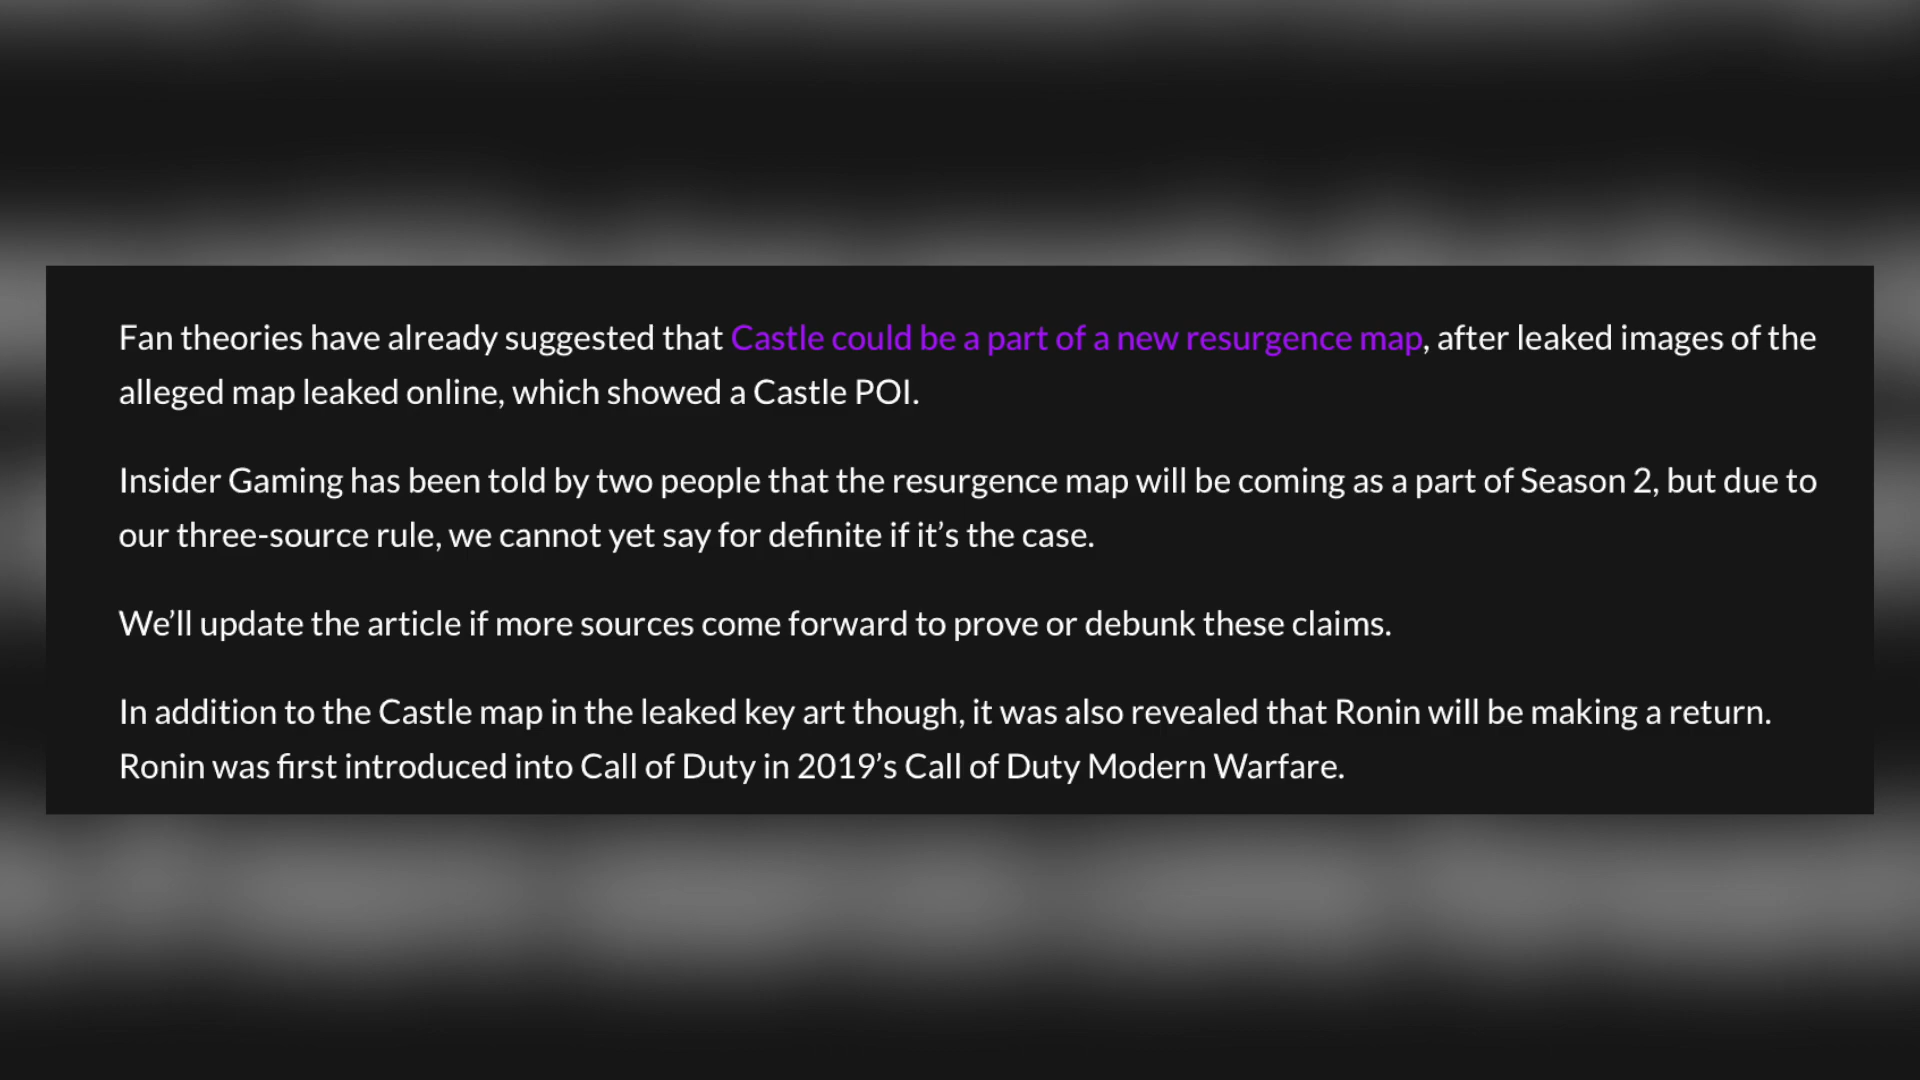 Fan theories have already suggested that Castle could be a part of a new resurgence map, after leaked images of the
alleged map leaked online, which showed a Castle POI.
Insider Gaming has been told by two people that the resurgence map will be coming as a part of Season 2, but due to
our three-source rule, we cannot yet say for definite if it’s the case.
We’ll update the article if more sources come forward to prove or debunk these claims.
In addition to the Castle map in the leaked key art though, it was also revealed that Ronin will be making a return.
Ronin was first introduced into Call of Duty in 2019’s Call of Duty Modern Warfare.